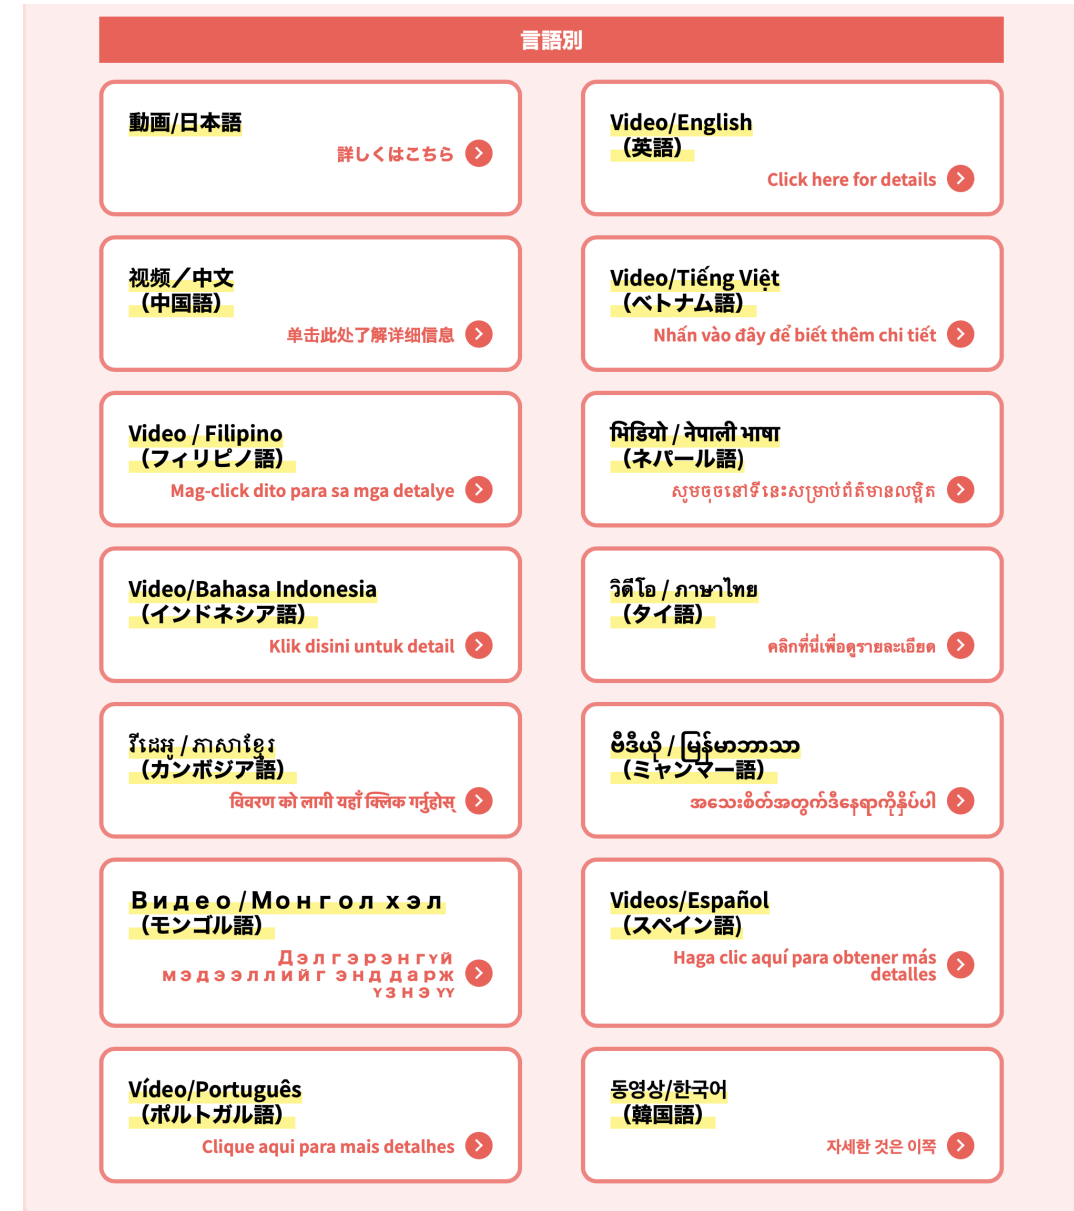 言語別
動画/日本語
詳しくはこちら
Video/English
（英語）
Click here for details
视频／中文
（中国語）
单击此处了解详细信息
Video/Tiếng Việt
（ベトナム語）
Nhấn vào đây để biết thêm chi tiết
Video / Filipino
（フィリピノ語）
Mag-click dito para sa mga detalye
भिडियो / नेपाली भाषा
（ネパール語)
សូមចុចនៅទីនេះសម្រាប់ព័ត៌មានលម្អិត
Video/Bahasa Indonesia
（インドネシア語）
Klik disini untuk detail
วิดีโอ / ภาษาไทย
（タイ語）
คลิกที่นี่เพื่อดูรายละเอียด
វីដេអូ / ភាសាខ្មែរ
（カンボジア語）
विवरण को लागी यहाँ क्लिक गर्नुहोस्
ဗီဒီယို / မြန်မာဘာသာ
（ミャンマー語）
အသေးစိတ်အတွက်ဒီနေရာကိုနှိပ်ပါ
Видео/Монгол хэл
（モンゴル語）
Дэлгэрэнгүй
мэдээллийг энд дарж
үзнэ үү
Videos/Español
（スペイン語)
Haga clic aquí para obtener más
detalles
Vídeo/Português
（ポルトガル語）
Clique aqui para mais detalhes
동영상/한국어
（韓国語）
자세한 것은 이쪽